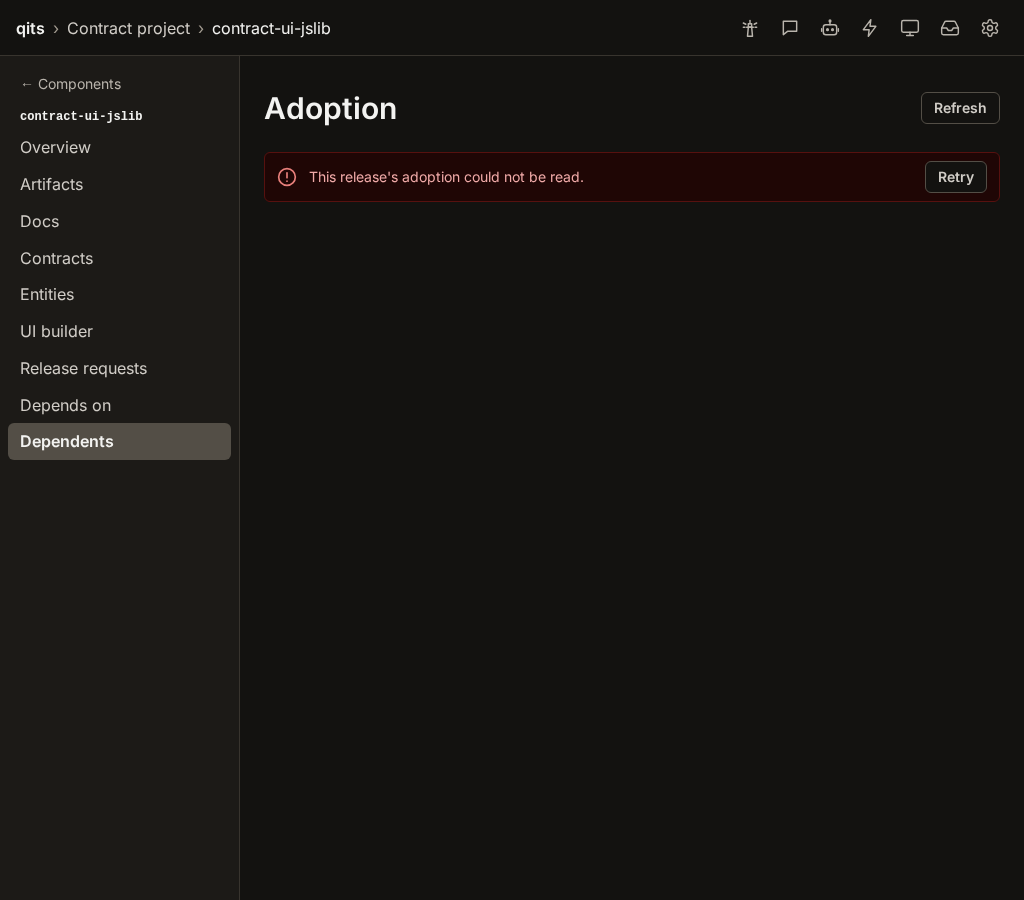 qits › Contract project › contract-ui-jslib
← Components
contract-ui-jslib
Overview
Artifacts
Docs
Contracts
Entities
UI builder
Release requests
Depends on
Dependents
Adoption
Refresh
This release's adoption could not be read.
Retry